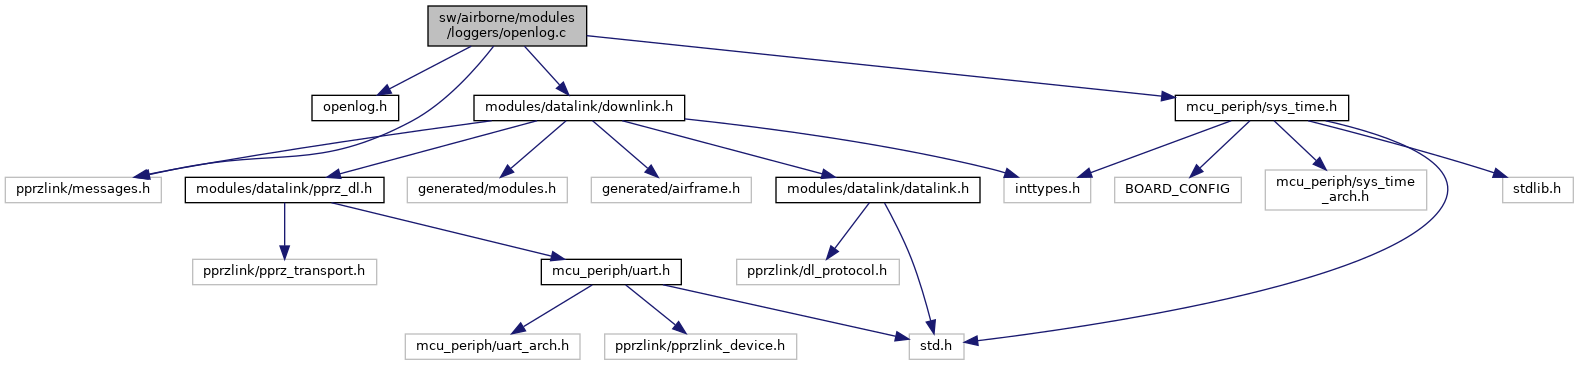 sw/airborne/modules
/loggers/openlog.c
openlog.h
modules/datalink/downlink.h
mcu_periph/sys_time.h
pprzlink/messages.h
modules/datalink/pprz_dl.h
generated/modules.h
generated/airframe.h
modules/datalink/datalink.h
inttypes.h
BOARD_CONFIG
mcu_periph/sys_time
_arch.h
stdlib.h
pprzlink/pprz_transport.h
mcu_periph/uart.h
pprzlink/dl_protocol.h
mcu_periph/uart_arch.h
pprzlink/pprzlink_device.h
std.h